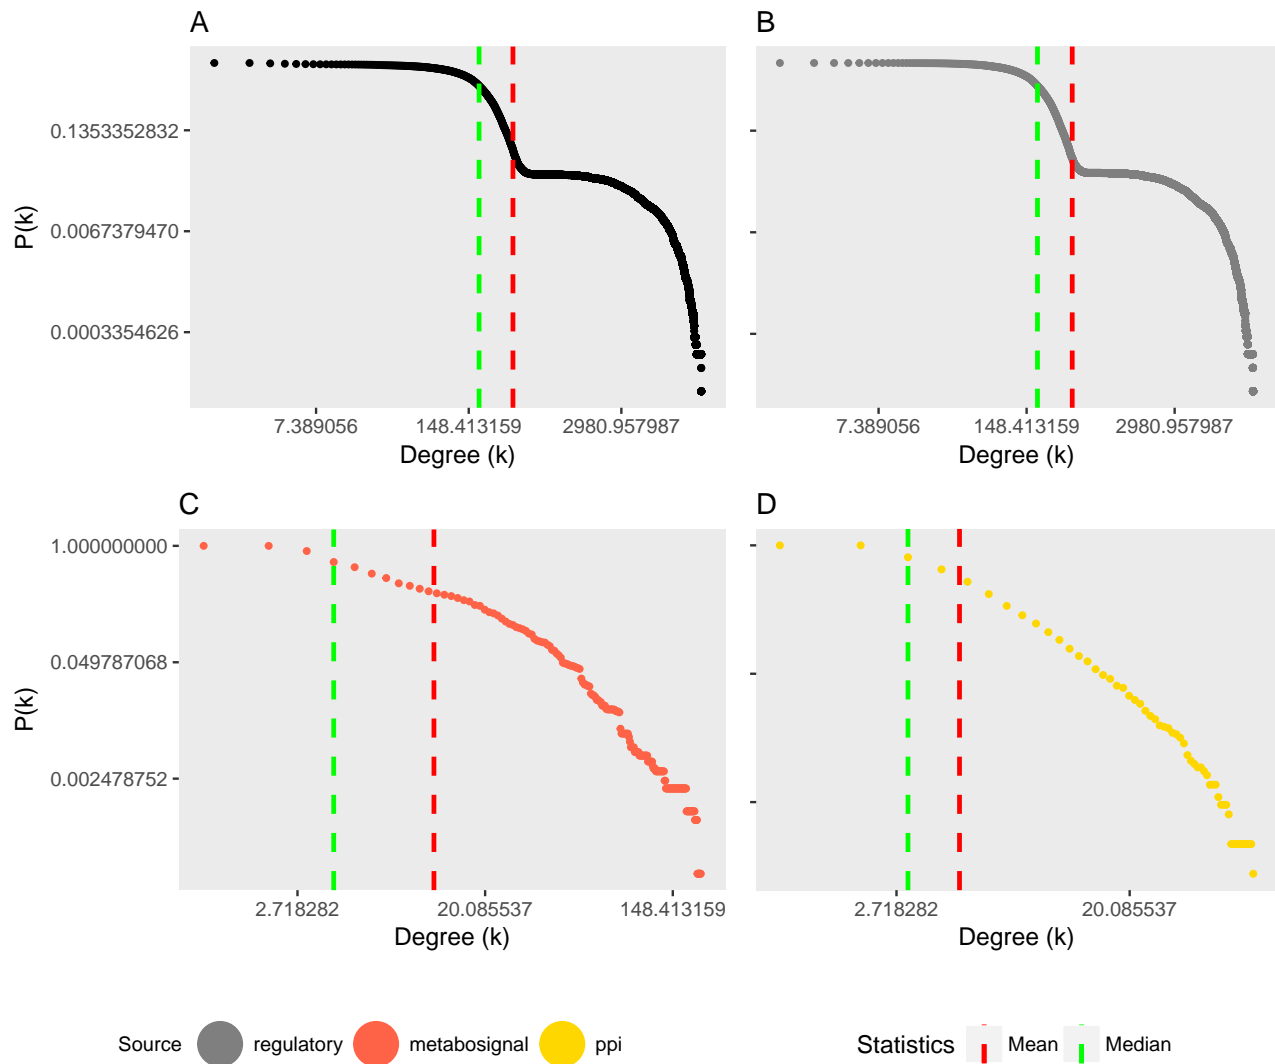 A
B
P(k)
0.1353352832
0.0067379470
0.0003354626
7.389056
148.413159
2980.957987
7.389056
148.413159
2980.957987
Degree (k)
Degree (k)
C
D
P(k)
1.000000000
0.049787068
0.002478752
2.718282
20.085537
148.413159
2.718282
20.085537
Degree (k)
Degree (k)
Source regulatory metabosignal ppi
Statistics Mean Median